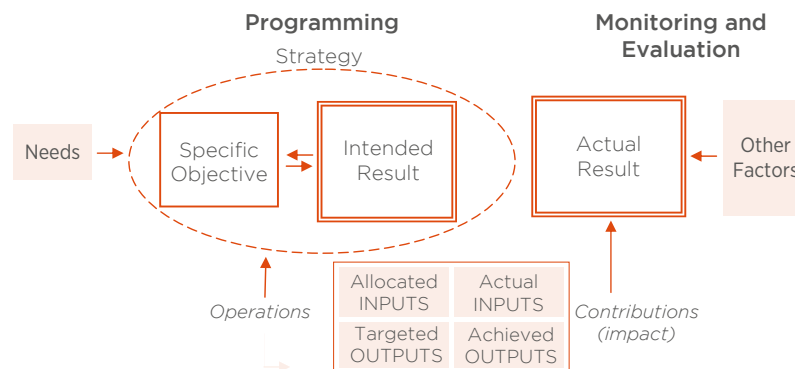 Programming
Monitoring and
Evaluation
Strategy
Needs
Specific
Objective
Intended
Result
Actual
Result
Other
Factors
Operations
Allocated
INPUTS
Actual
INPUTS
Targeted
OUTPUTS
Achieved
OUTPUTS
Contributions
(impact)